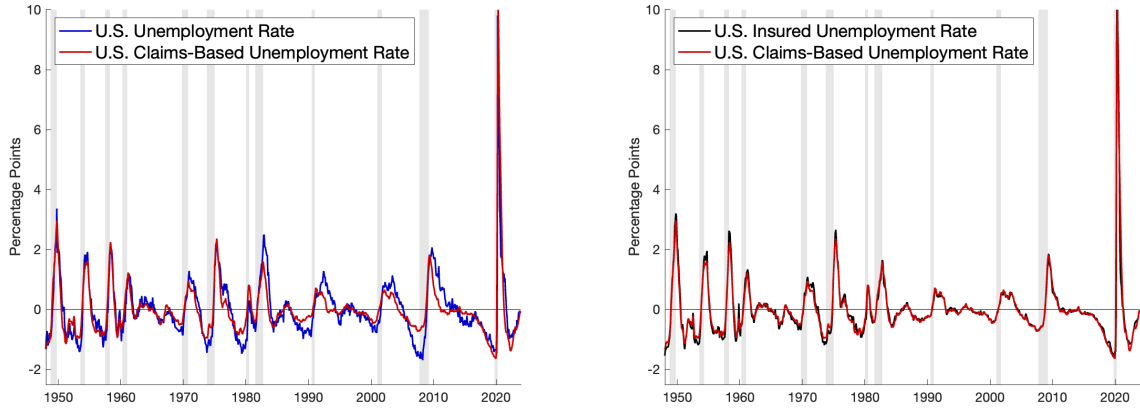 U.S. Unemployment Rate
U.S. Claims-Based Unemployment Rate
Percentage Points
10
8
6
4
2
0
-2
1950 1960 1970 1980 1990 2000 2010 2020
U.S. Insured Unemployment Rate
U.S. Claims-Based Unemployment Rate
Percentage Points
10
8
6
4
2
0
-2
1950 1960 1970 1980 1990 2000 2010 2020